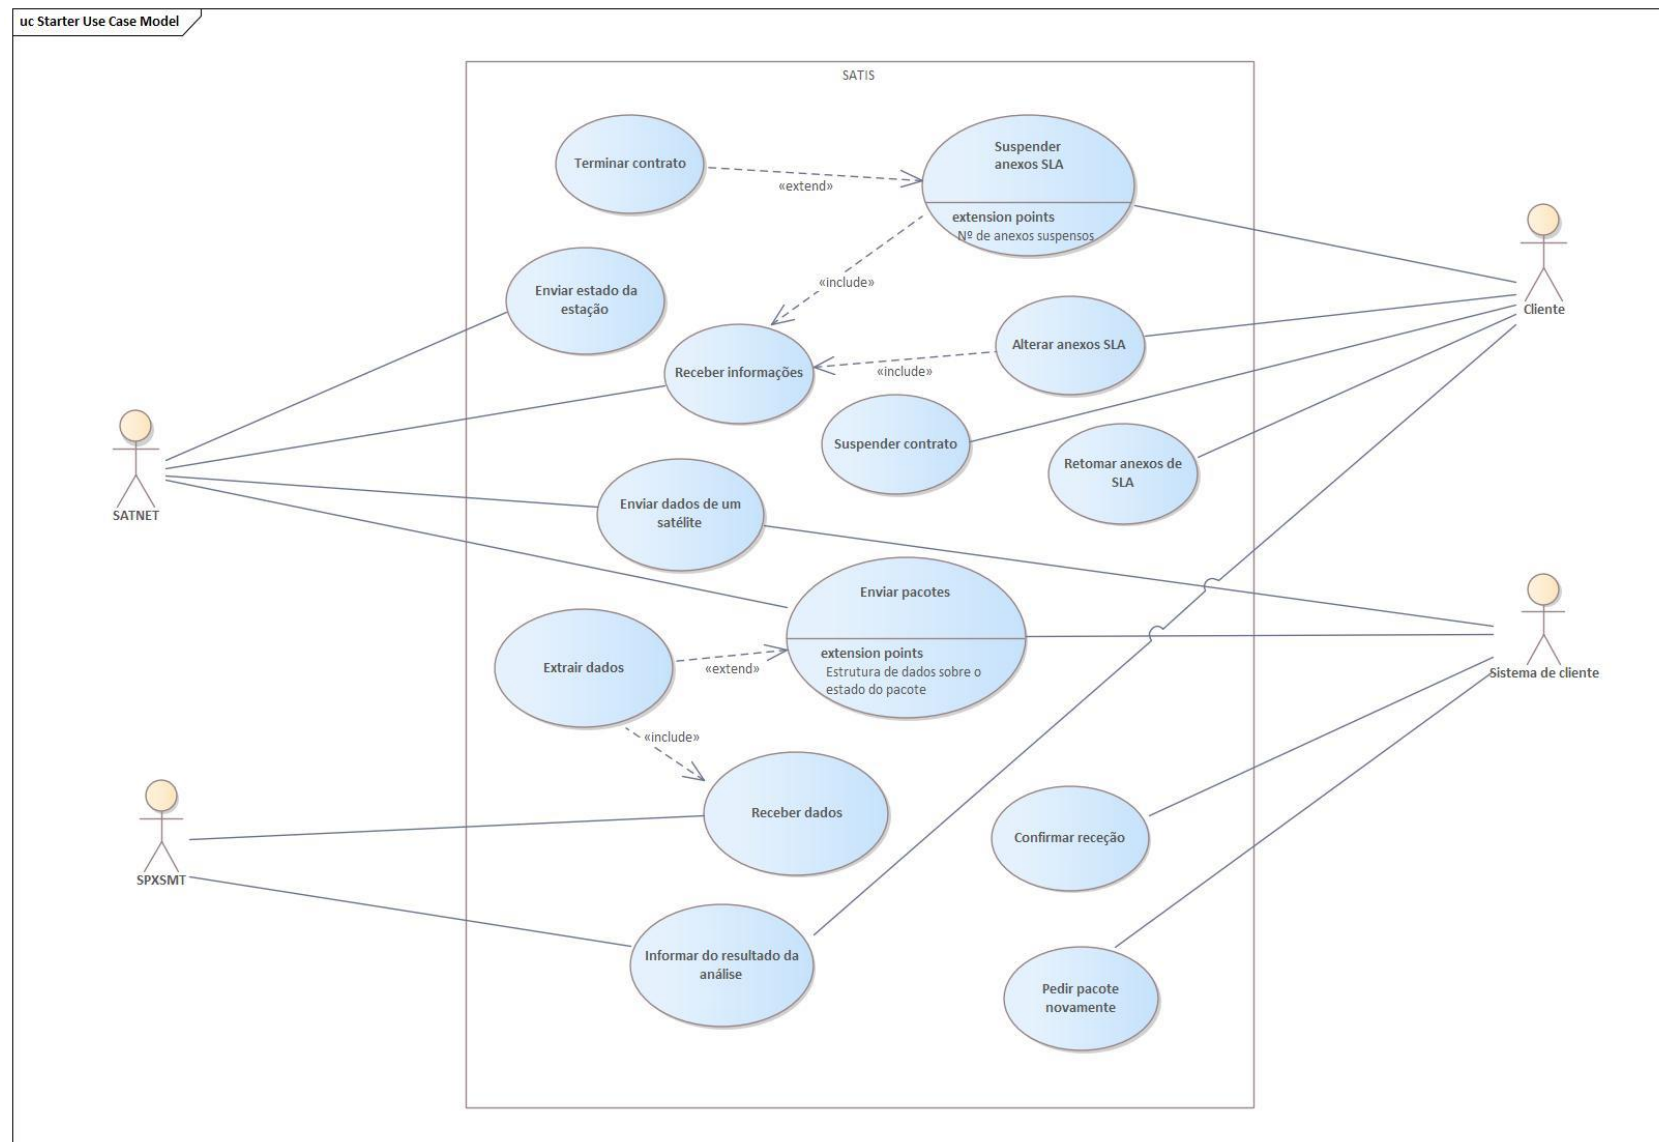 uc Starter Use Case Model
SATIS
Terminar contrato
«extend»
Suspender
anexos SLA
extension points
Nº de anexos suspensos
Enviar estado da
estação
«include»
Cliente
Receber informações
«include»
Alterar anexos SLA
Suspender contrato
Retomar anexos de
SLA
SATNET
Enviar dados de um
satélite
Enviar pacotes
extension points
Estrutura de dados sobre o
estado do pacote
Extrair dados
«extend»
Sistema de cliente
«include»
Receber dados
Confirmar receção
SPXSMT
Informar do resultado da
análise
Pedir pacote
novamente